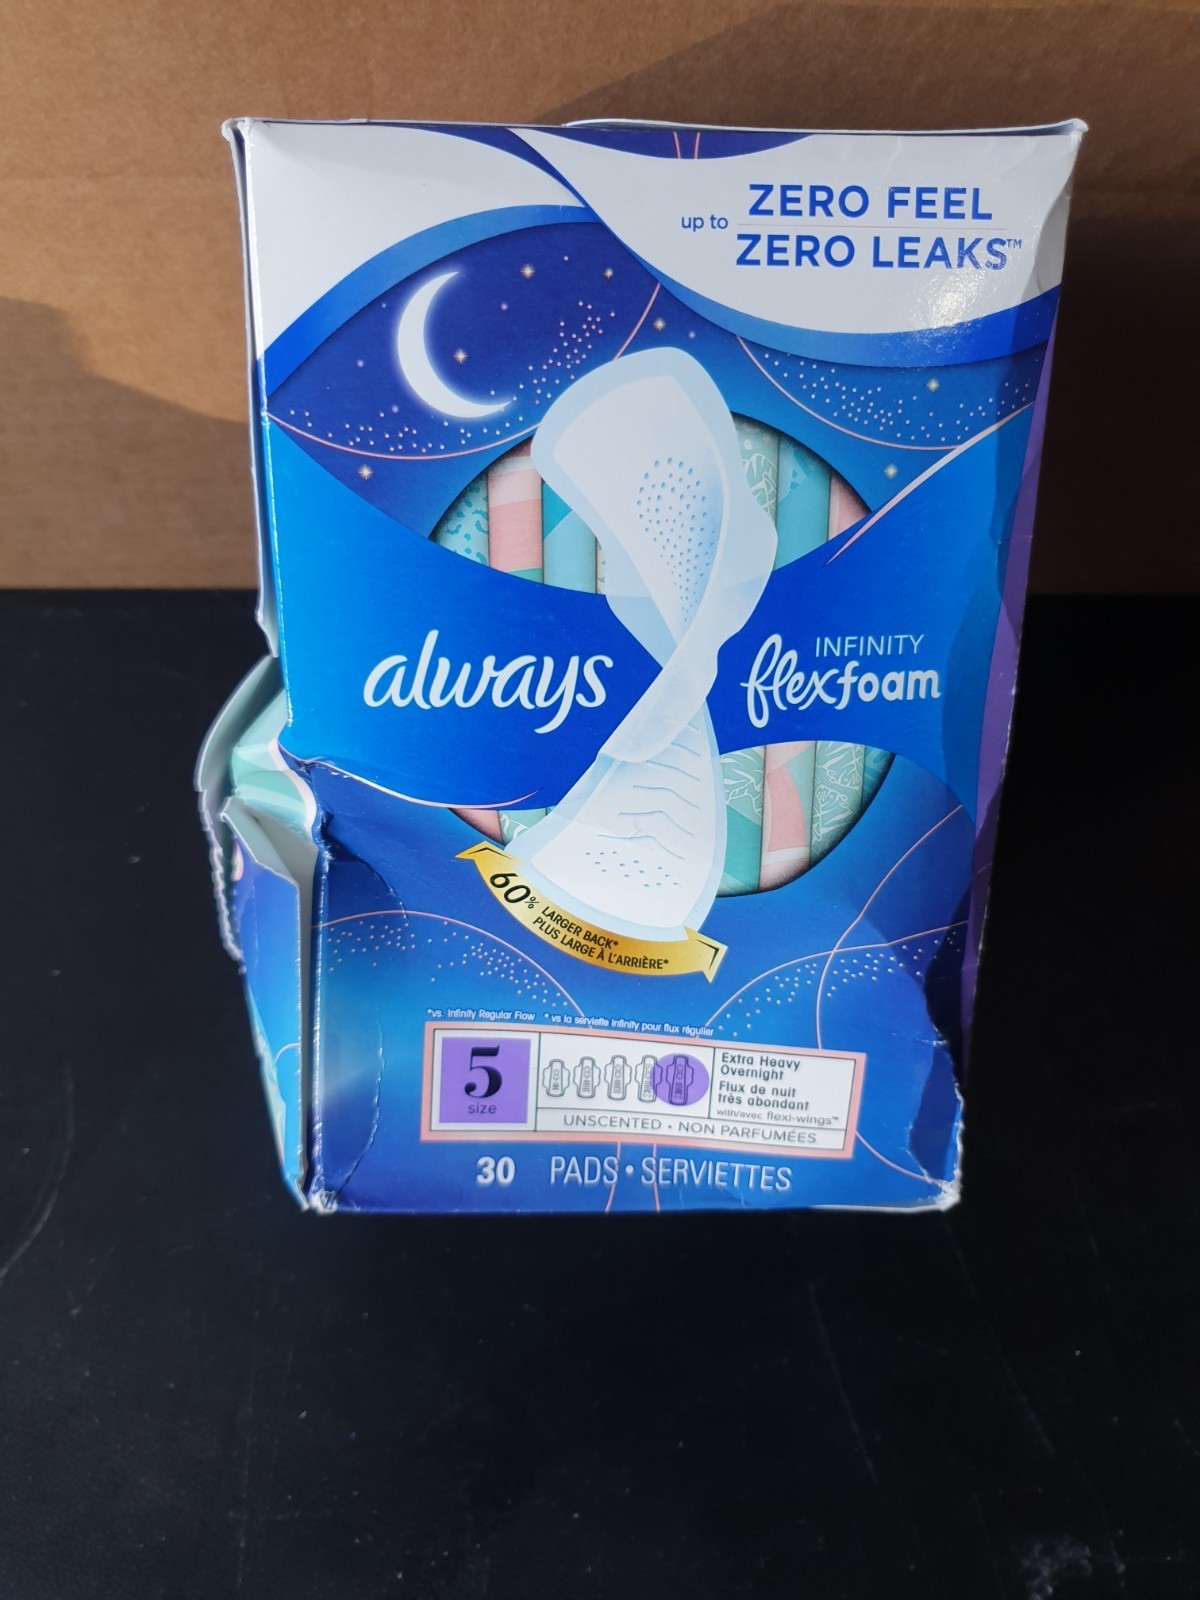 up to ZERO FEEL
ZERO LEAKS™
always
INFINITY
flexfoam
60% LARGER BACK*
PLUS LARGE À L'ARRIÈRE*
*vs. Infinity Regular Flow *vs la serviette Infinity pour flux régulier
5
size
Extra Heavy
Overnight
Flux de nuit
très abondant
with/avec flexi-wings™
UNSCENTED • NON PARFUMÉES
30 PADS • SERVIETTES